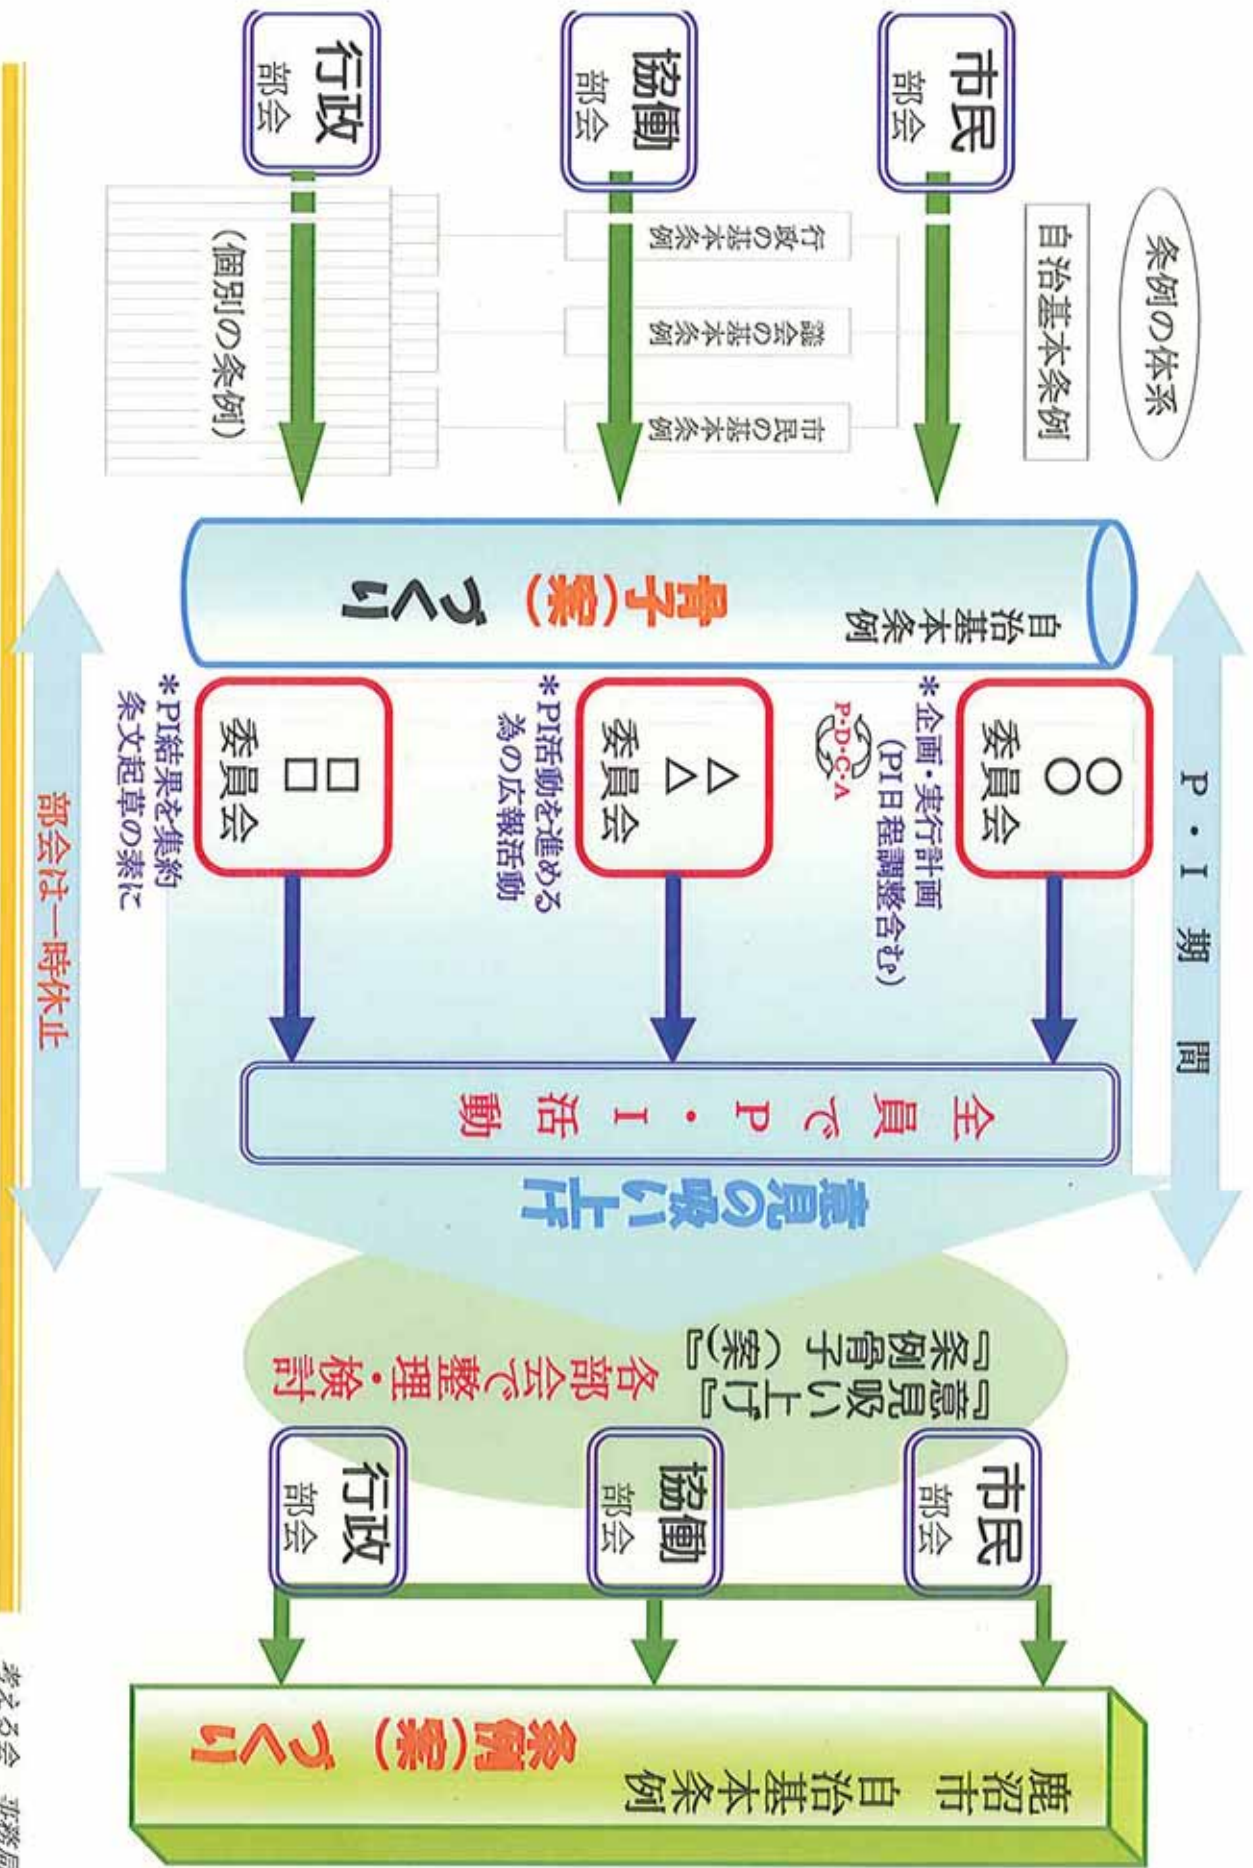 条例の体系
自治基本条例
行政の基本条例
議会の基本条例
市民の基本条例
(個別の条例)
市民
部会
協働
部会
行政
部会
自治基本条例
骨子(案)
づくり
P・I期間
○○
委員会
*企画・実行計画
(PI日程調整含む)
P・D・C・A
△△
委員会
*PI活動を進める
為の広報活動
□□
委員会
*PI結果を集約
条文起草の素に
部会は一時休止
全員でP・I活動
意見の吸い上げ
『条例骨子(案)』
『意見吸い上げ』
各部会で整理・検討
市民
部会
協働
部会
行政
部会
鹿沼市 自治基本条例
条例(案)
づくり
考える会 事務局